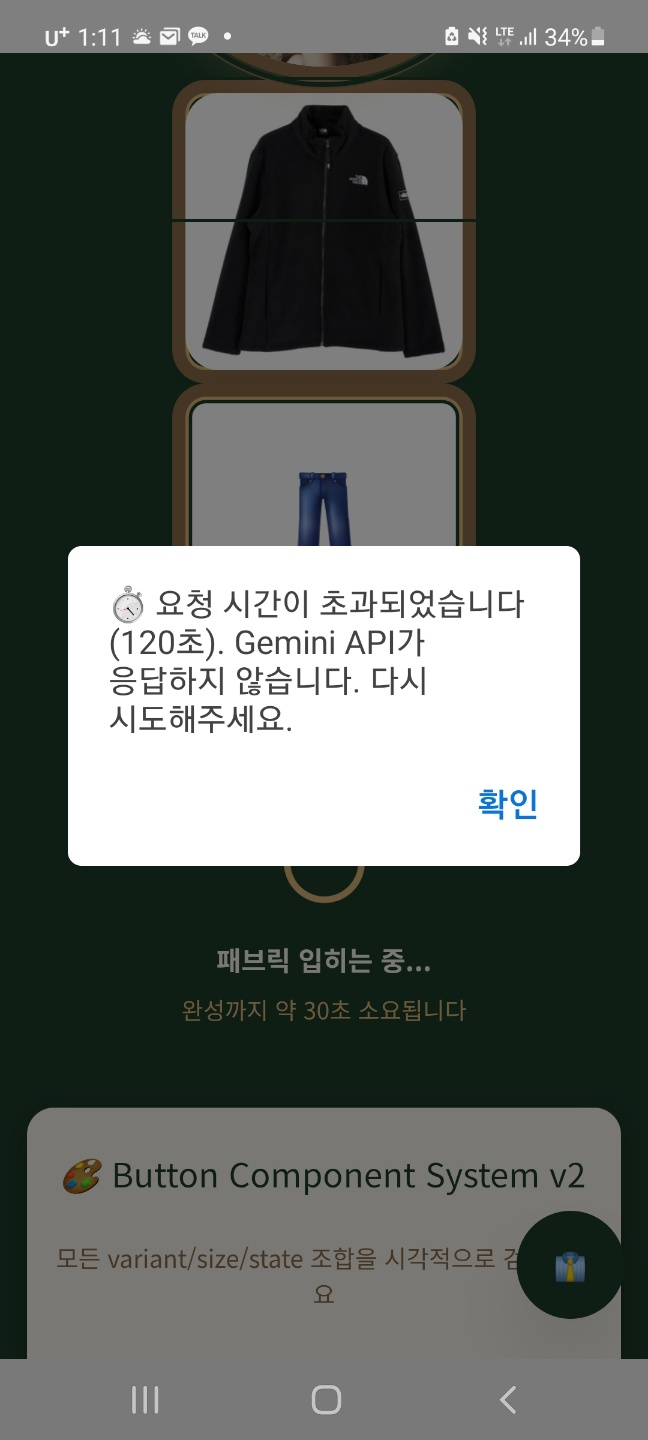 U+ 1:11 TALK LTE 34%
⏱ 요청 시간이 초과되었습니다
(120초). Gemini API가
응답하지 않습니다. 다시
시도해주세요.
확인
패브릭 입히는 중...
완성까지 약 30초 소요됩니다
🎨 Button Component System v2
모든 variant/size/state 조합을 시각적으로
요